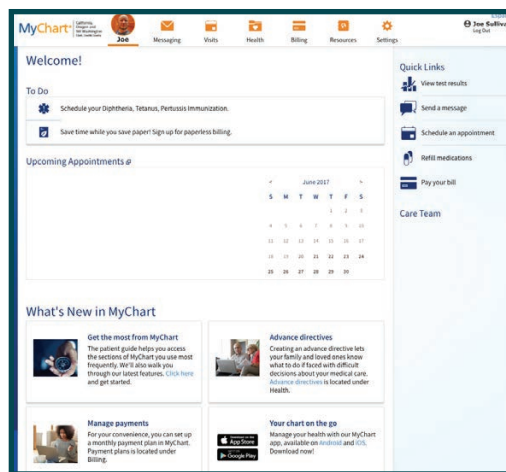 MyChart
California,
Oregon and
SW Washington
Joe
Messaging
Visits
Health
Billing
Resources
Settings
Joe Sulliva
Log Out
Welcome!
To Do
Schedule your Diphtheria, Tetanus, Pertussis Immunization.
Save time while you save paper! Sign up for paperless billing.
Upcoming Appointments
< June 2017 >
S M T W T F S
1 2 3
4 5 6 7 8 9 10
11 12 13 14 15 16 17
18 19 20 21 22 23 24
25 26 27 28 29 30
Quick Links
View test results
Send a message
Schedule an appointment
Refill medications
Pay your bill
Care Team
What's New in MyChart
Get the most from MyChart
The patient guide helps you access
the sections of MyChart you use most
frequently. We'll also walk you
through our latest features. Click here
and get started.
Advance directives
Creating an advance directive lets
your family and loved ones know
what to do if faced with difficult
decisions about your medical care.
Advance directives is located under
Health.
Manage payments
For your convenience, you can set up
a monthly payment plan in MyChart.
Payment plans is located under
Billing.
Your chart on the go
Manage your health with our MyChart
app, available on Android and iOS.
Download now!
App Store
Google Play